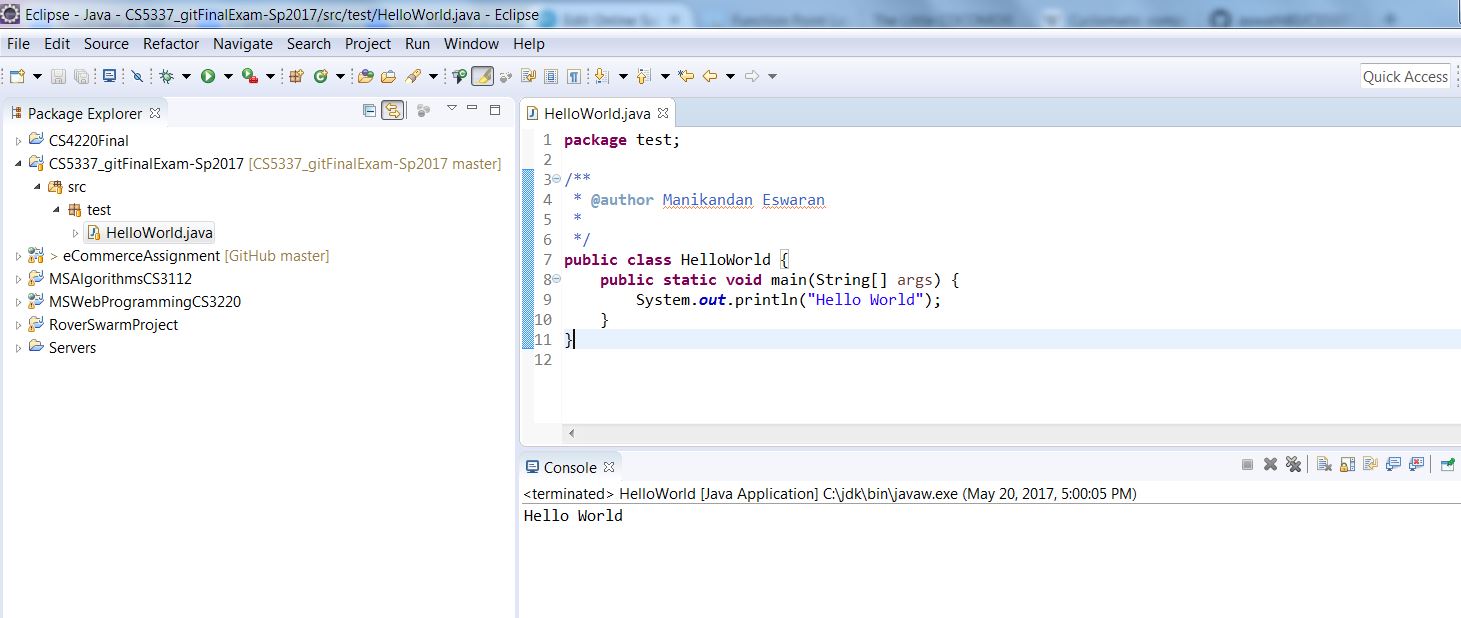 Eclipse - Java - CS5337_gitFinalExam-Sp2017/src/test/HelloWorld.java - Eclipse
File Edit Source Refactor Navigate Search Project Run Window Help
Quick Access
Package Explorer
CS4220Final
CS5337_gitFinalExam-Sp2017 [CS5337_gitFinalExam-Sp2017 master]
src
test
HelloWorld.java
> eCommerceAssignment [GitHub master]
MSAlgorithmsCS3112
MSWebProgrammingCS3220
RoverSwarmProject
Servers
HelloWorld.java
1 package test;
2
3 /**
4 * @author Manikandan Eswaran
5 *
6 */
7 public class HelloWorld {
8 public static void main(String[] args) {
9 System.out.println("Hello World");
10 }
11 }
12
Console
<terminated> HelloWorld [Java Application] C:\jdk\bin\javaw.exe (May 20, 2017, 5:00:05 PM)
Hello World